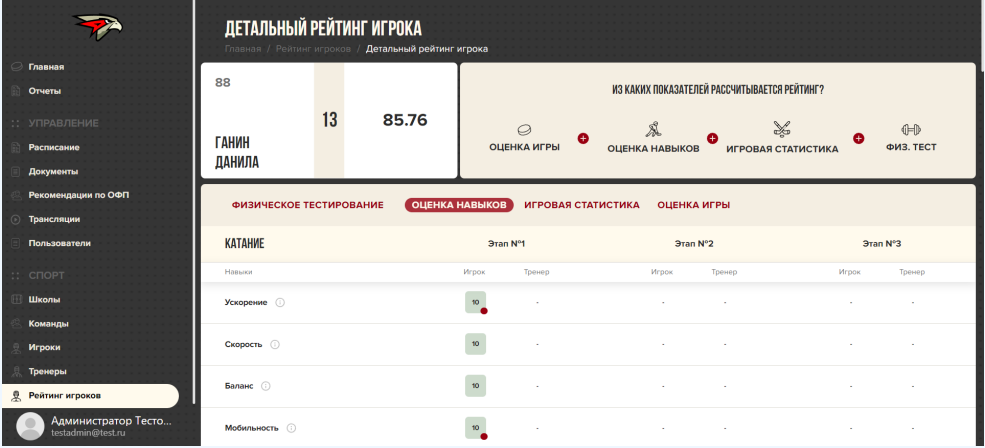 Главная
Отчеты
УПРАВЛЕНИЕ
Расписание
Документы
Рекомендации по ОФП
Трансляции
Пользователи
СПОРТ
Школы
Команды
Игроки
Тренеры
Рейтинг игроков
Администратор Тесто...
testadmin@test.ru
ДЕТАЛЬНЫЙ РЕЙТИНГ ИГРОКА
Главная / Рейтинг игроков / Детальный рейтинг игрока
88
ГАНИН
ДАНИЛА
13
85.76
ИЗ КАКИХ ПОКАЗАТЕЛЕЙ РАССЧИТЫВАЕТСЯ РЕЙТИНГ?
ОЦЕНКА ИГРЫ
ОЦЕНКА НАВЫКОВ
ИГРОВАЯ СТАТИСТИКА
ФИЗ. ТЕСТ
ФИЗИЧЕСКОЕ ТЕСТИРОВАНИЕ ОЦЕНКА НАВЫКОВ ИГРОВАЯ СТАТИСТИКА ОЦЕНКА ИГРЫ
КАТАНИЕ Этап №1 Этап №2 Этап №3
Навыки Игрок Тренер Игрок Тренер Игрок Тренер
Ускорение 10 - - - - -
Скорость 10 - - - - -
Баланс 10 - - - - -
Мобильность 10 - - - - -